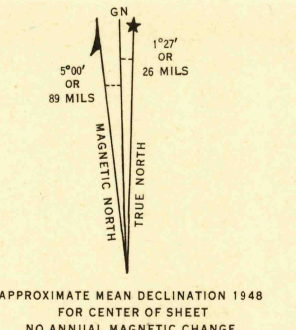 GN
1°27'
OR
26 MILS
5°00'
OR
89 MILS
MAGNETIC NORTH
TRUE NORTH
APPROXIMATE MEAN DECLINATION 1948
FOR CENTER OF SHEET
NO ANNUAL MAGNETIC CHANGE